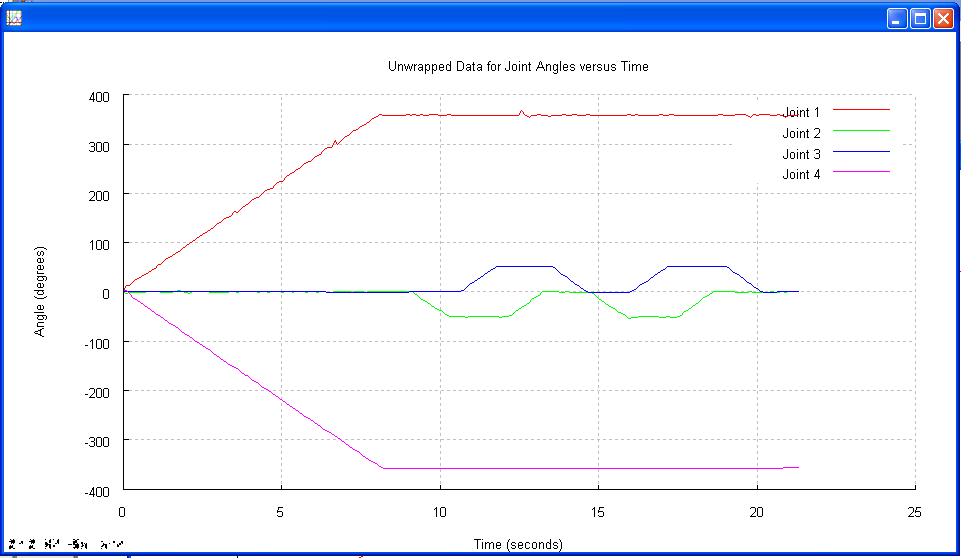 Unwrapped Data for Joint Angles versus Time
400
300
200
100
0
-100
-200
-300
-400
Angle (degrees)
Joint 1
Joint 2
Joint 3
Joint 4
0 5 10 15 20 25
Time (seconds)